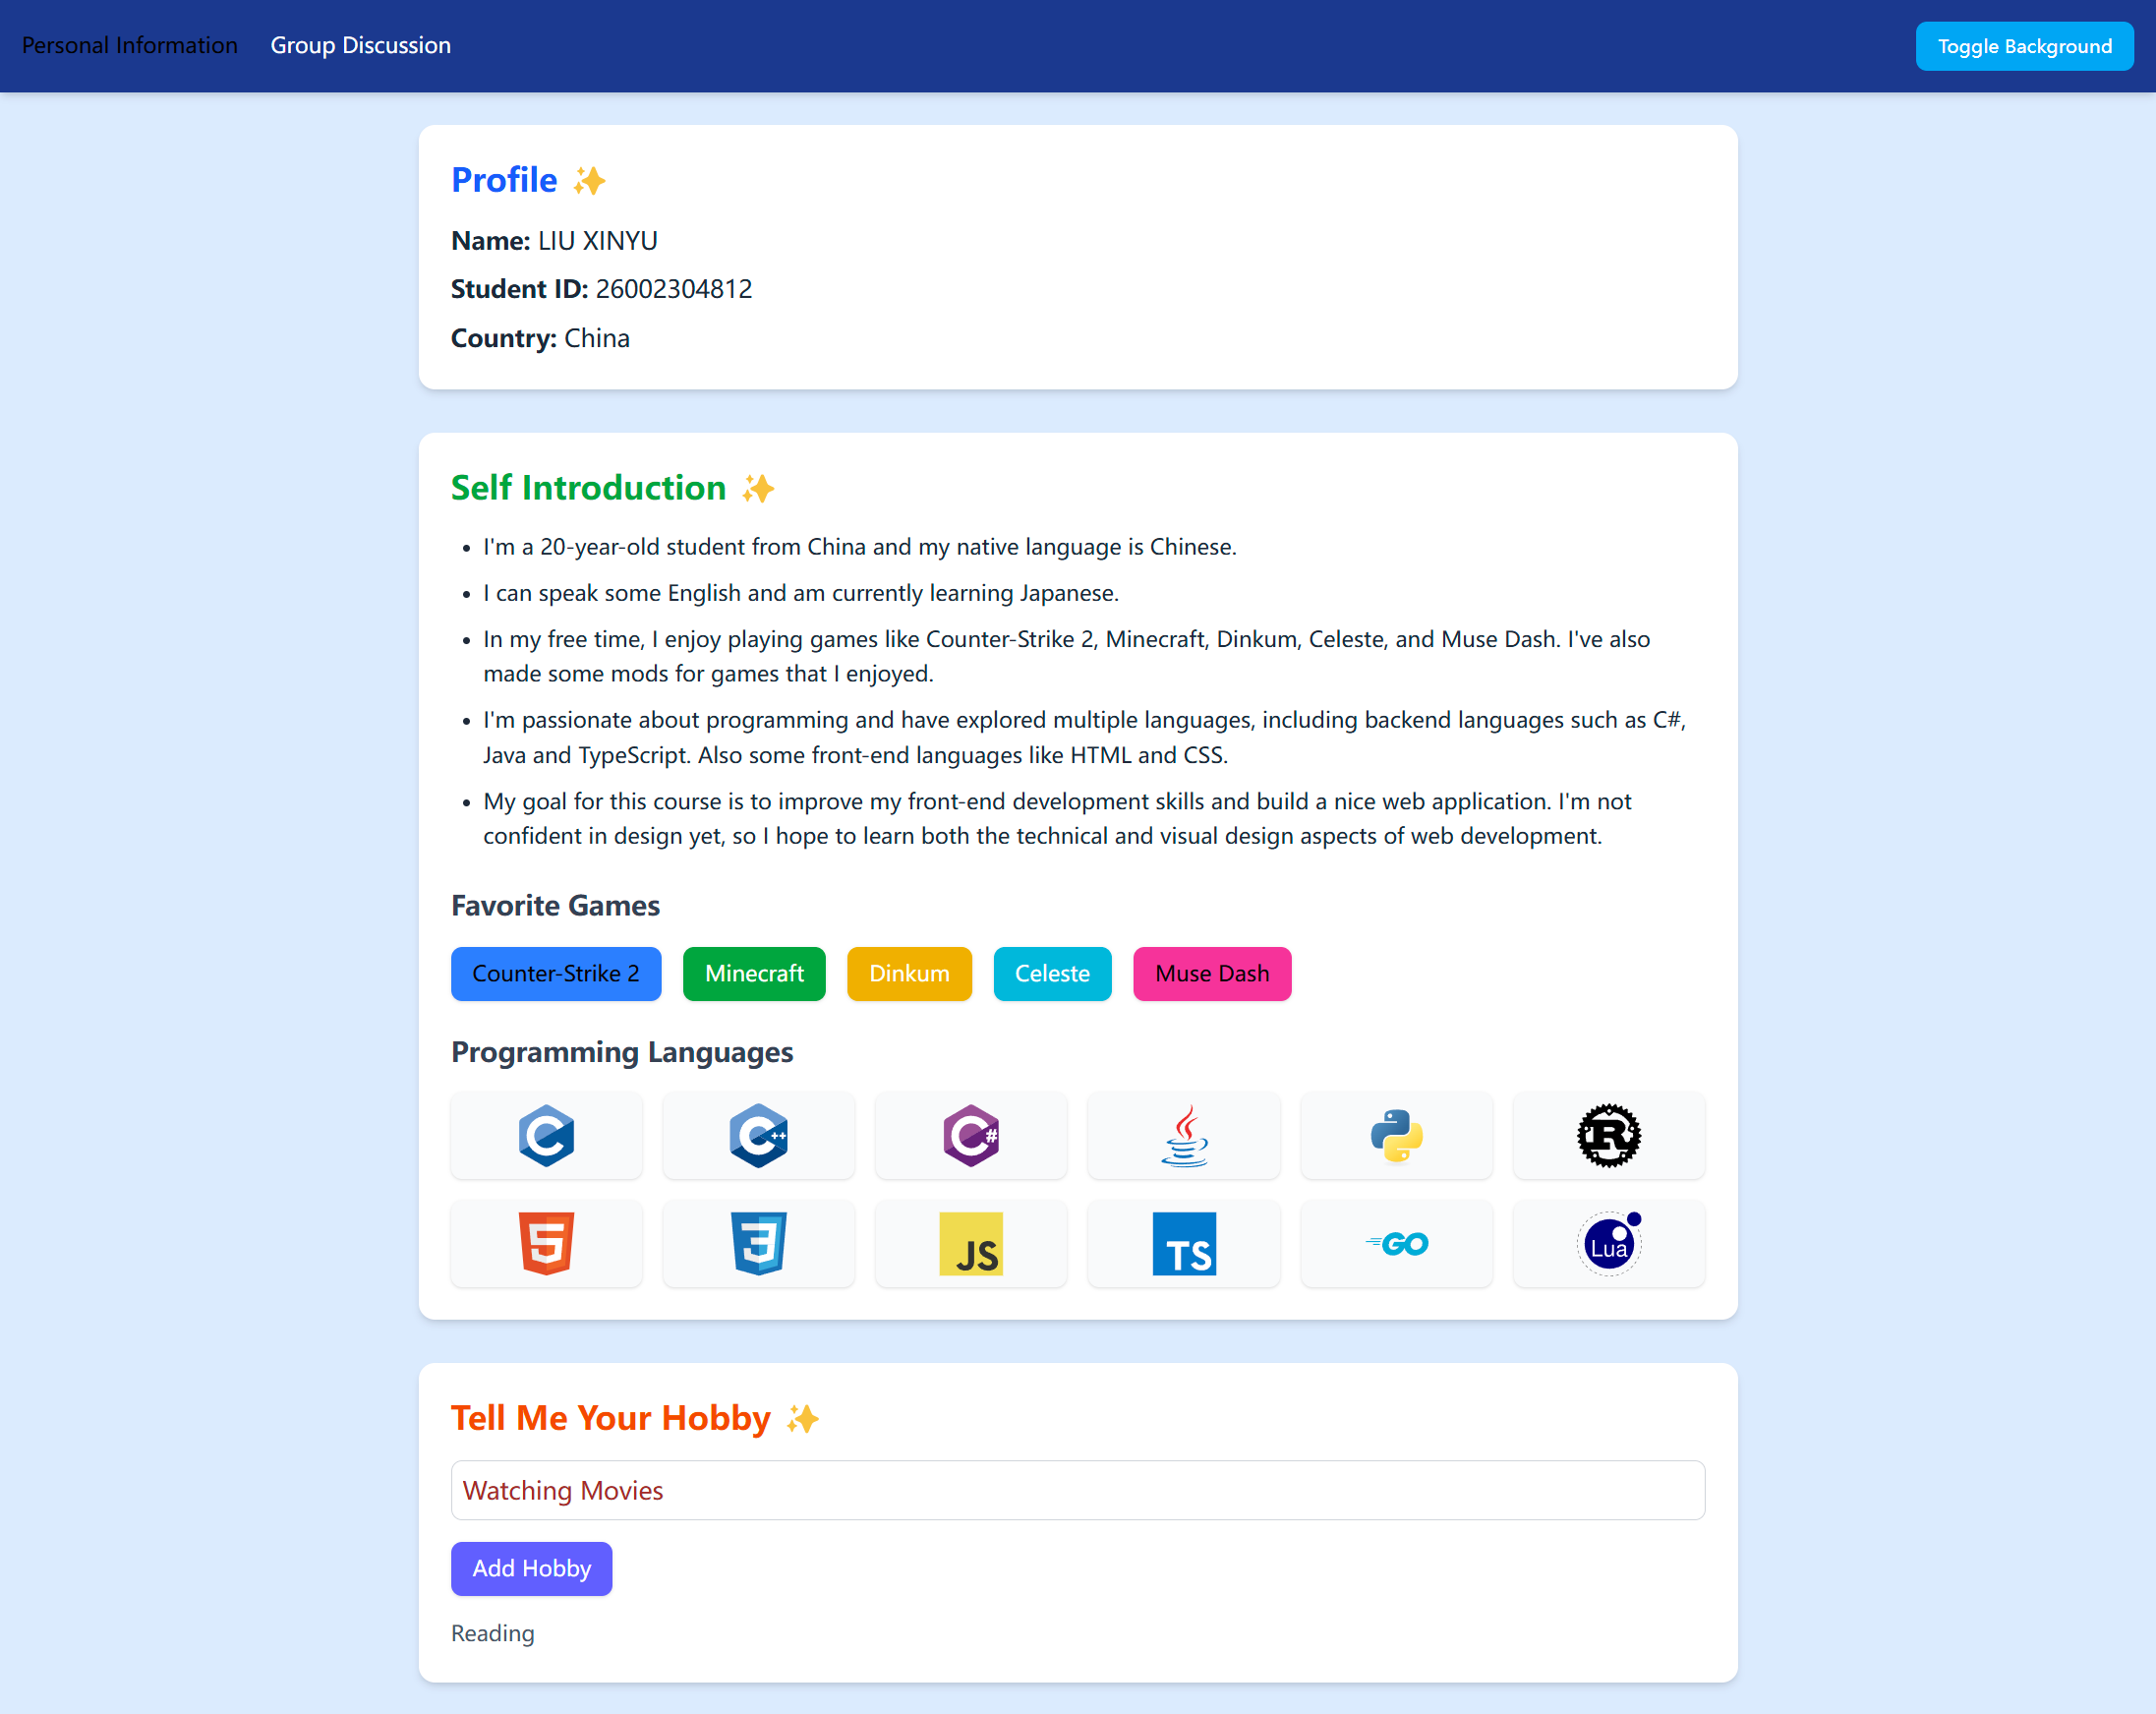 Personal Information
Group Discussion
Toggle Background
Profile ✨
Name: LIU XINYU
Student ID: 26002304812
Country: China
Self Introduction ✨
• I'm a 20-year-old student from China and my native language is Chinese.
• I can speak some English and am currently learning Japanese.
• In my free time, I enjoy playing games like Counter-Strike 2, Minecraft, Dinkum, Celeste, and Muse Dash. I've also
made some mods for games that I enjoyed.
• I'm passionate about programming and have explored multiple languages, including backend languages such as C#,
Java and TypeScript. Also some front-end languages like HTML and CSS.
• My goal for this course is to improve my front-end development skills and build a nice web application. I'm not
confident in design yet, so I hope to learn both the technical and visual design aspects of web development.
Favorite Games
Counter-Strike 2
Minecraft
Dinkum
Celeste
Muse Dash
Programming Languages
C
C++
C#
R
5
3
JS
TS
GO
Lua
Tell Me Your Hobby ✨
Watching Movies
Add Hobby
Reading